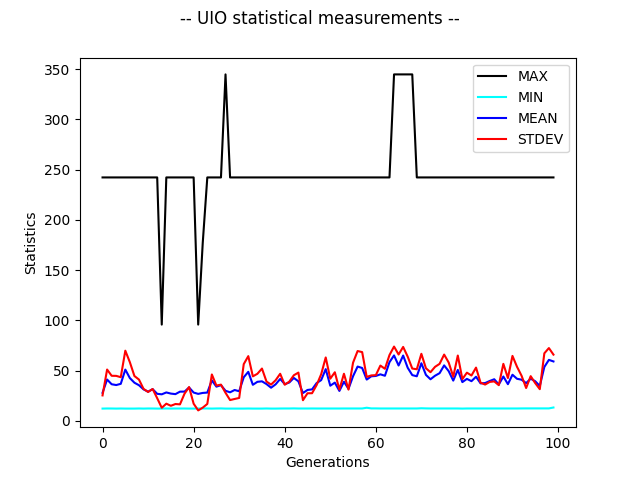 -- UIO statistical measurements --
350
300
250
200
150
100
50
0
Statistics
MAX
MIN
MEAN
STDEV
0 20 40 60 80 100
Generations